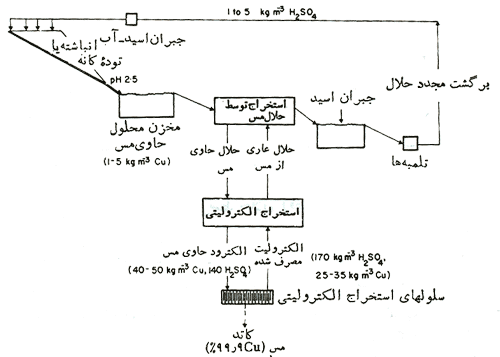 1 to 5 kg m³ H₂SO₄
جبران اسید-آب
انباشته یا
توده کانه
pH 2.5
برگشت مجدد حلال
جبران اسید
استخراج توسط
حلال مس
مخزن محلول
حاوی مس
(1-5 kg m³ Cu)
تلمبه‌ها
حلال حاوی
مس
حلال عاری
از مس
استخراج الکترولیتی
الکترود حاوی مس
(40-50 kg m³ Cu, 140 H₂SO₄)
الکترولیت
مصرف شده
(170 kg m³ H₂SO₄,
25-35 kg m³ Cu)
سلولهای استخراج الکترولیتی
کاتد
مس (٩٩ر٩Cu%)